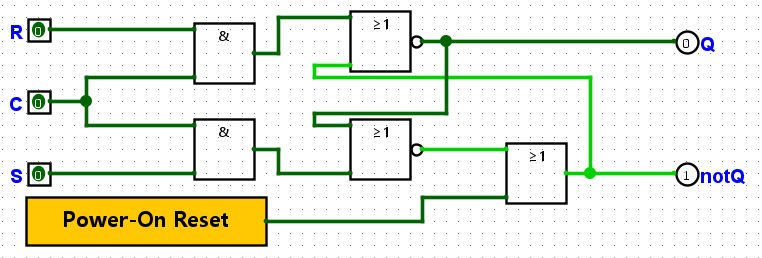 R 0
&
≥1
0 Q
C 0
&
≥1
≥1
S 0
1 notQ
Power-On Reset